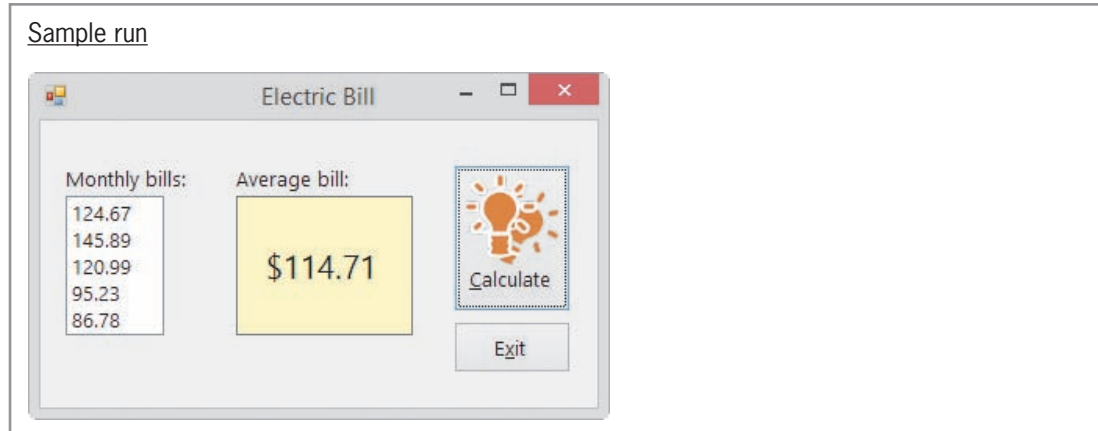 Sample run
Electric Bill
Monthly bills:
124.67
145.89
120.99
95.23
86.78
Average bill:
$114.71
Calculate
Exit